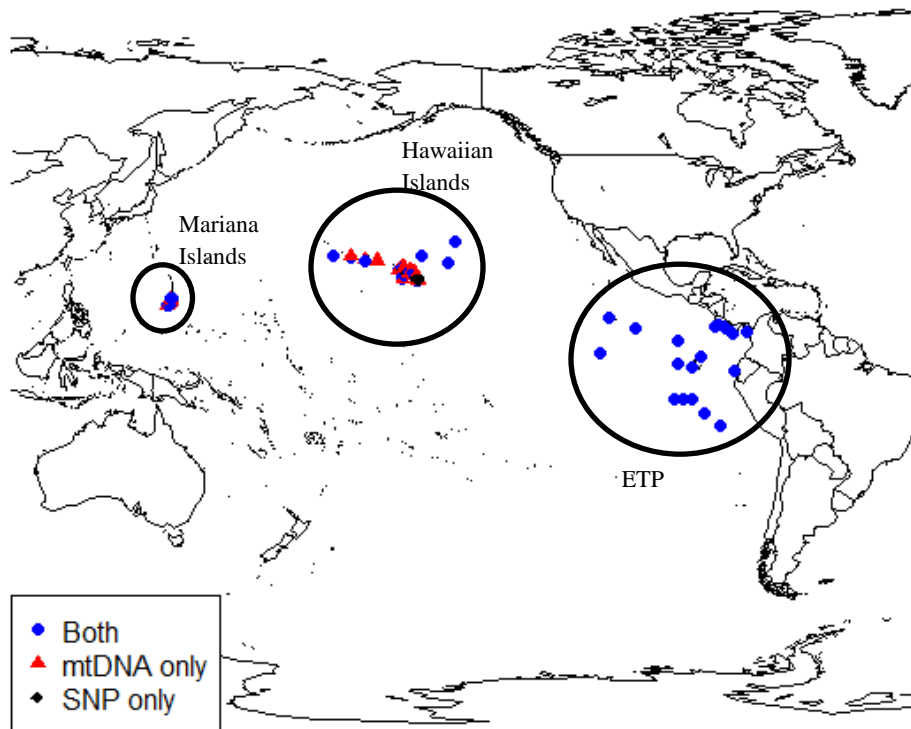 Hawaiian
Islands
Mariana
Islands
ETP
Both
mtDNA only
SNP only